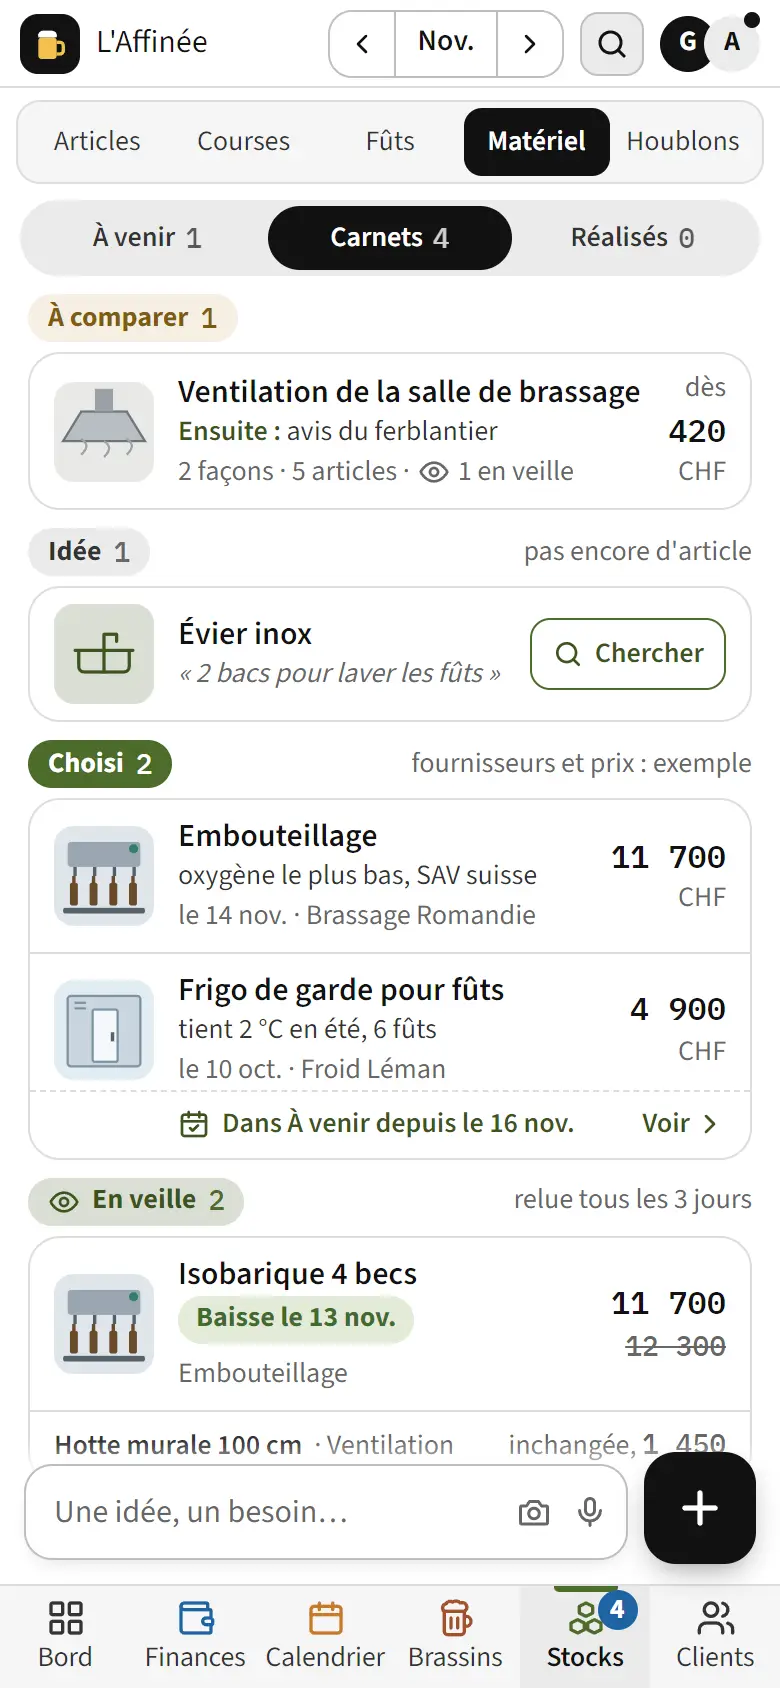 L'Affinée
Nov.
G
A
Articles
Courses
Fûts
Matériel
Houblons
À venir 1
Carnets 4
Réalisés 0
À comparer 1
Ventilation de la salle de brassage
Ensuite : avis du ferblantier
2 façons · 5 articles · 1 en veille
dès
420
CHF
Idée 1
pas encore d'article
Évier inox
« 2 bacs pour laver les fûts »
Chercher
Choisi 2
fournisseurs et prix : exemple
Embouteillage
oxygène le plus bas, SAV suisse
le 14 nov. · Brassage Romandie
11 700
CHF
Frigo de garde pour fûts
tient 2 °C en été, 6 fûts
le 10 oct. · Froid Léman
4 900
CHF
Dans À venir depuis le 16 nov.
Voir
En veille 2
relue tous les 3 jours
Isobarique 4 becs
Baisse le 13 nov.
Embouteillage
11 700
12 300
Hotte murale 100 cm · Ventilation
inchangée, 1 450
Une idée, un besoin…
Bord
Finances
Calendrier
Brassins
Stocks
4
Clients